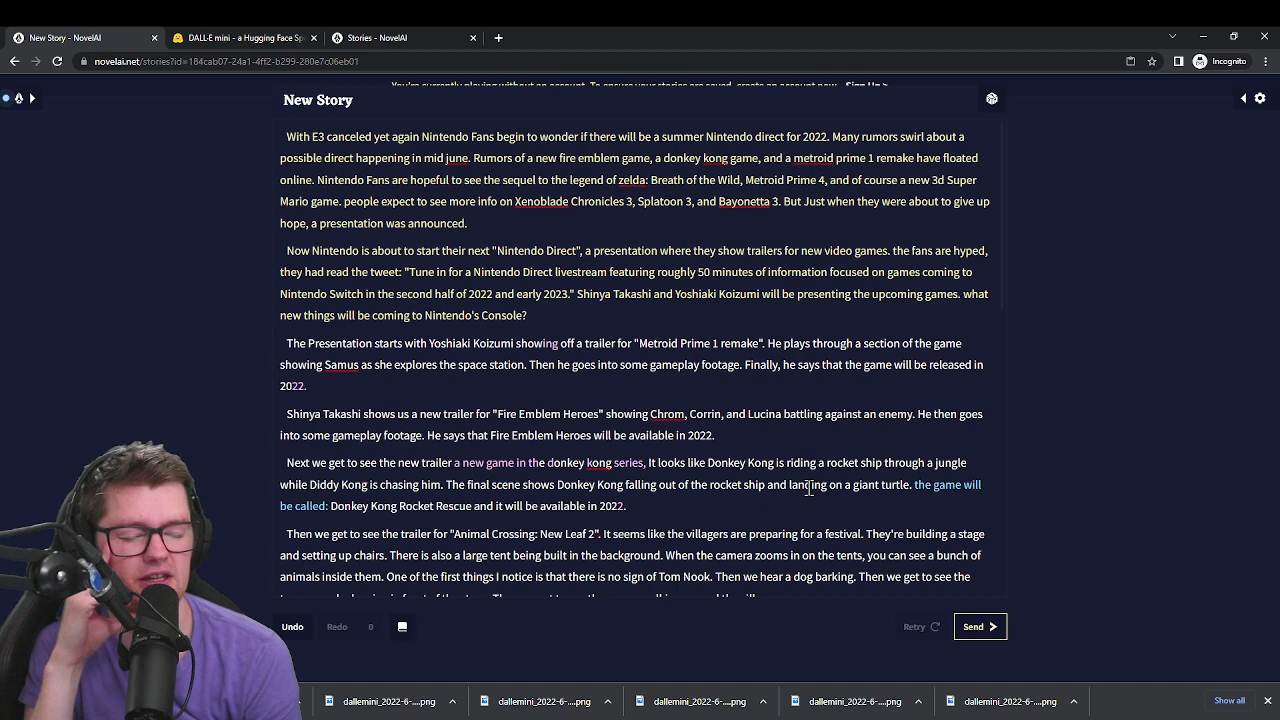 New Story - NovelAI
DALL·E mini - a Hugging Face Sp
Stories - NovelAI
novelai.net/stories?id=184cab07-24a1-4ff2-b299-280e7c06eb01
Incognito
You're currently playing without an account. To ensure your stories are saved, create an account now. Sign Up >
New Story
With E3 canceled yet again Nintendo Fans begin to wonder if there will be a summer Nintendo direct for 2022. Many rumors swirl about a
possible direct happening in mid june. Rumors of a new fire emblem game, a donkey kong game, and a metroid prime 1 remake have floated
online. Nintendo Fans are hopeful to see the sequel to the legend of zelda: Breath of the Wild, Metroid Prime 4, and of course a new 3d Super
Mario game. people expect to see more info on Xenoblade Chronicles 3, Splatoon 3, and Bayonetta 3. But Just when they were about to give up
hope, a presentation was announced.
Now Nintendo is about to start their next "Nintendo Direct", a presentation where they show trailers for new video games. the fans are hyped,
they had read the tweet: "Tune in for a Nintendo Direct livestream featuring roughly 50 minutes of information focused on games coming to
Nintendo Switch in the second half of 2022 and early 2023." Shinya Takashi and Yoshiaki Koizumi will be presenting the upcoming games. what
new things will be coming to Nintendo's Console?
The Presentation starts with Yoshiaki Koizumi showing off a trailer for "Metroid Prime 1 remake". He plays through a section of the game
showing Samus as she explores the space station. Then he goes into some gameplay footage. Finally, he says that the game will be released in
2022.
Shinya Takashi shows us a new trailer for "Fire Emblem Heroes" showing Chrom, Corrin, and Lucina battling against an enemy. He then goes
into some gameplay footage. He says that Fire Emblem Heroes will be available in 2022.
Next we get to see the new trailer a new game in the donkey kong series, It looks like Donkey Kong is riding a rocket ship through a jungle
while Diddy Kong is chasing him. The final scene shows Donkey Kong falling out of the rocket ship and landing on a giant turtle. the game will
be called: Donkey Kong Rocket Rescue and it will be available in 2022.
Then we get to see the trailer for "Animal Crossing: New Leaf 2". It seems like the villagers are preparing for a festival. They're building a stage
and setting up chairs. There is also a large tent being built in the background. When the camera zooms in on the tents, you can see a bunch of
animals inside them. One of the first things I notice is that there is no sign of Tom Nook. Then we hear a dog barking. Then we get to see the
Undo
Redo
0
Retry
Send
dallemini_2022-6-....png
dallemini_2022-6-....png
dallemini_2022-6-....png
dallemini_2022-6-....png
dallemini_2022-6-....png
Show all